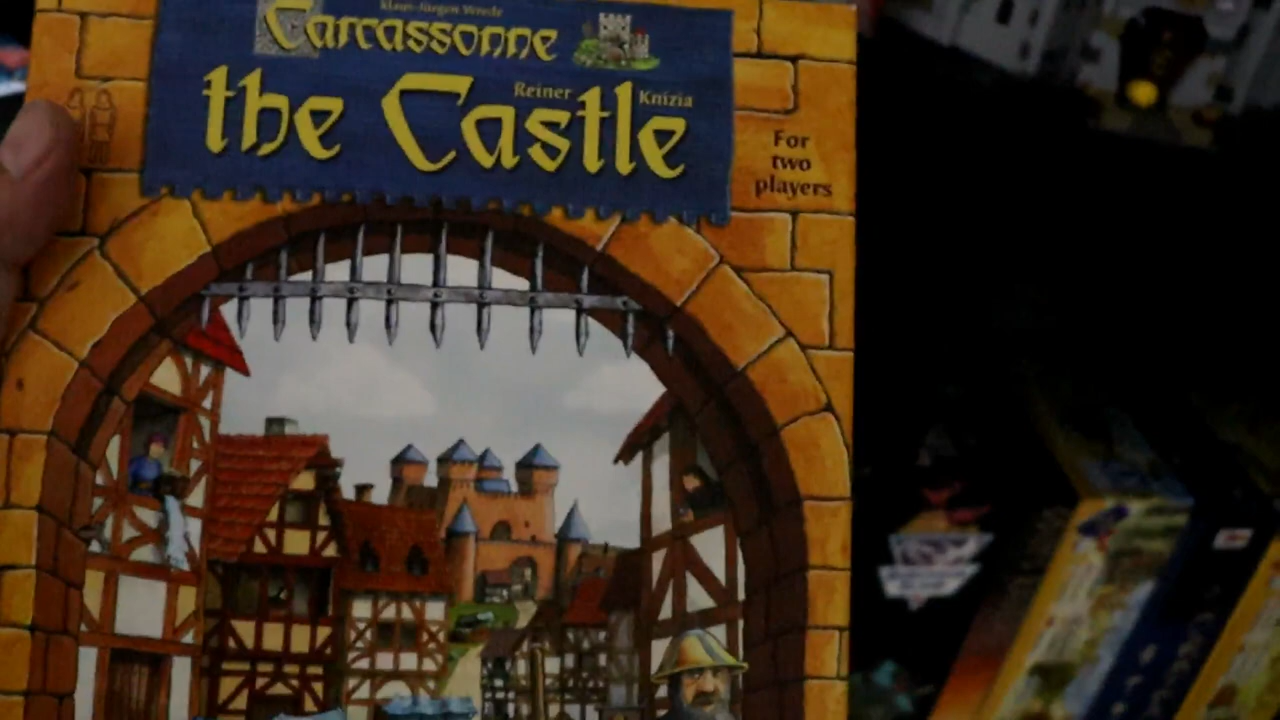 Klaus-Jürgen Wrede
Carcassonne
the Castle
Reiner Knizia
For
two
players